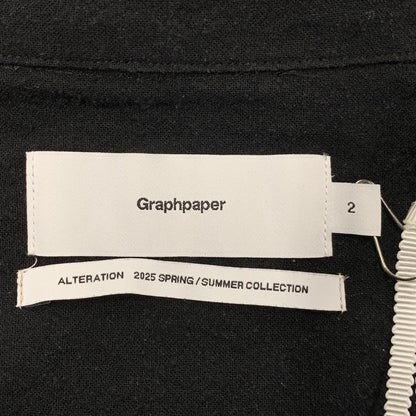 Graphpaper
2
ALTERATION 2025 SPRING / SUMMER COLLECTION